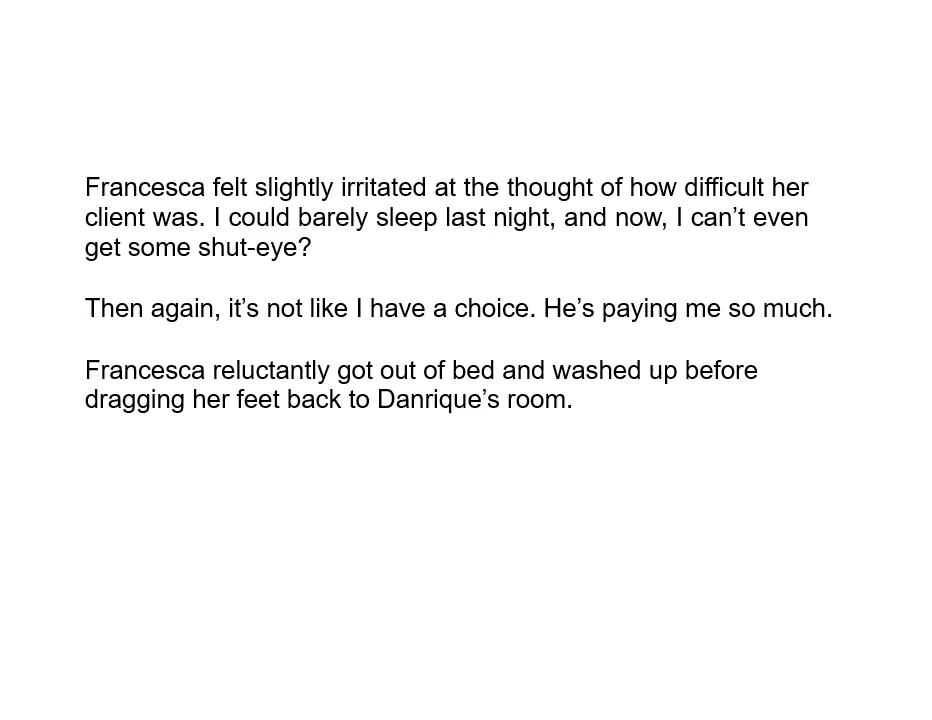 Francesca felt slightly irritated at the thought of how difficult her
client was. I could barely sleep last night, and now, I can’t even
get some shut-eye?
Then again, it’s not like I have a choice. He’s paying me so much.
Francesca reluctantly got out of bed and washed up before
dragging her feet back to Danrique’s room.